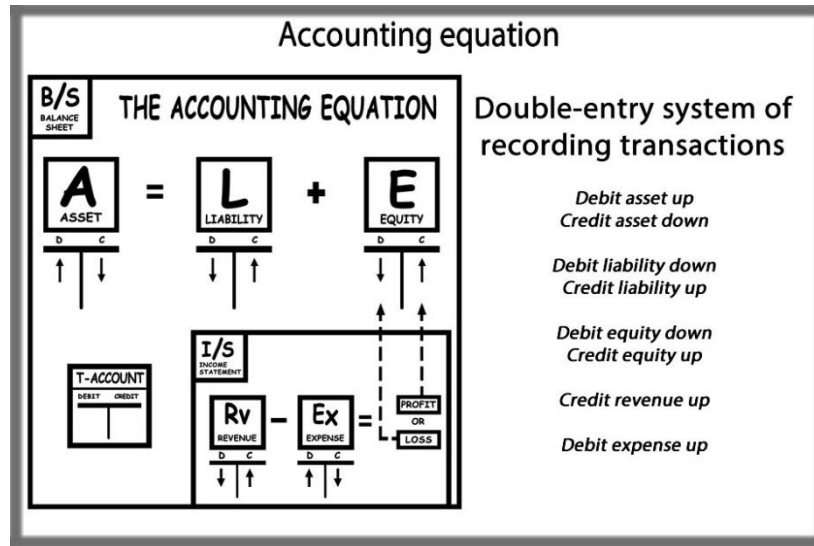 Accounting equation
B/S
BALANCE
SHEET
THE ACCOUNTING EQUATION
A = L + E
ASSET LIABILITY EQUITY
D C D C D C
T-ACCOUNT
DEBIT CREDIT
I/S
INCOME
STATEMENT
Rv - Ex =
REVENUE EXPENSE
D C D C
PROFIT
OR
LOSS
Double-entry system of
recording transactions
Debit asset up
Credit asset down
Debit liability down
Credit liability up
Debit equity down
Credit equity up
Credit revenue up
Debit expense up